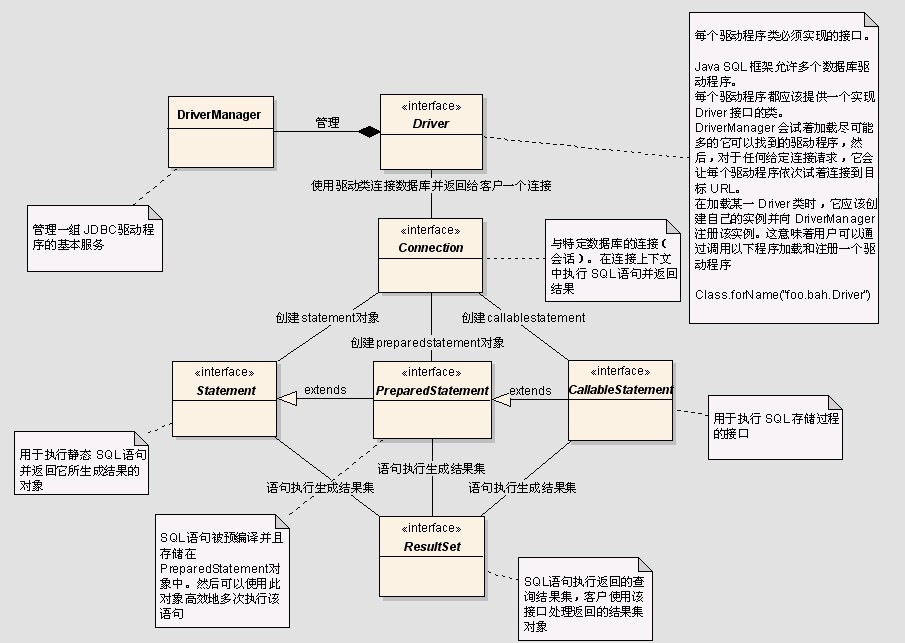 每个驱动程序类必须实现的接口。
Java SQL 框架允许多个数据库驱
动程序。
每个驱动程序都应该提供一个实现
Driver 接口的类。
DriverManager 会试着加载尽可能
多的它可以找到的驱动程序，然
后，对于任何给定连接请求，它会
让每个驱动程序依次试着连接到目
标 URL。
在加载某一 Driver 类时，它应该创
建自己的实例并向 DriverManager
注册该实例。这意味着用户可以通
过调用以下程序加载和注册一个驱
动程序
Class.forName("foo.bah.Driver")
DriverManager
管理
«interface»
Driver
使用驱动类连接数据库并返回给客户一个连接
管理一组 JDBC驱动程
序的基本服务
«interface»
Connection
与特定数据库的连接（
会话）。在连接上下文
中执行 SQL语句并返回
结果
创建statement对象
创建callablestatement
创建preparedstatement对象
«interface»
Statement
extends
«interface»
PreparedStatement
extends
«interface»
CallableStatement
用于执行 SQL存储过程
的接口
用于执行静态 SQL语句
并返回它所生成结果的
对象
语句执行生成结果集
语句执行生成结果集
语句执行生成结果集
SQL语句被预编译并且
存储在
PreparedStatement对
象中。然后可以使用此
对象高效地多次执行该
语句
«interface»
ResultSet
SQL语句执行返回的查
询结果集，客户使用该
接口处理返回的结果集
对象